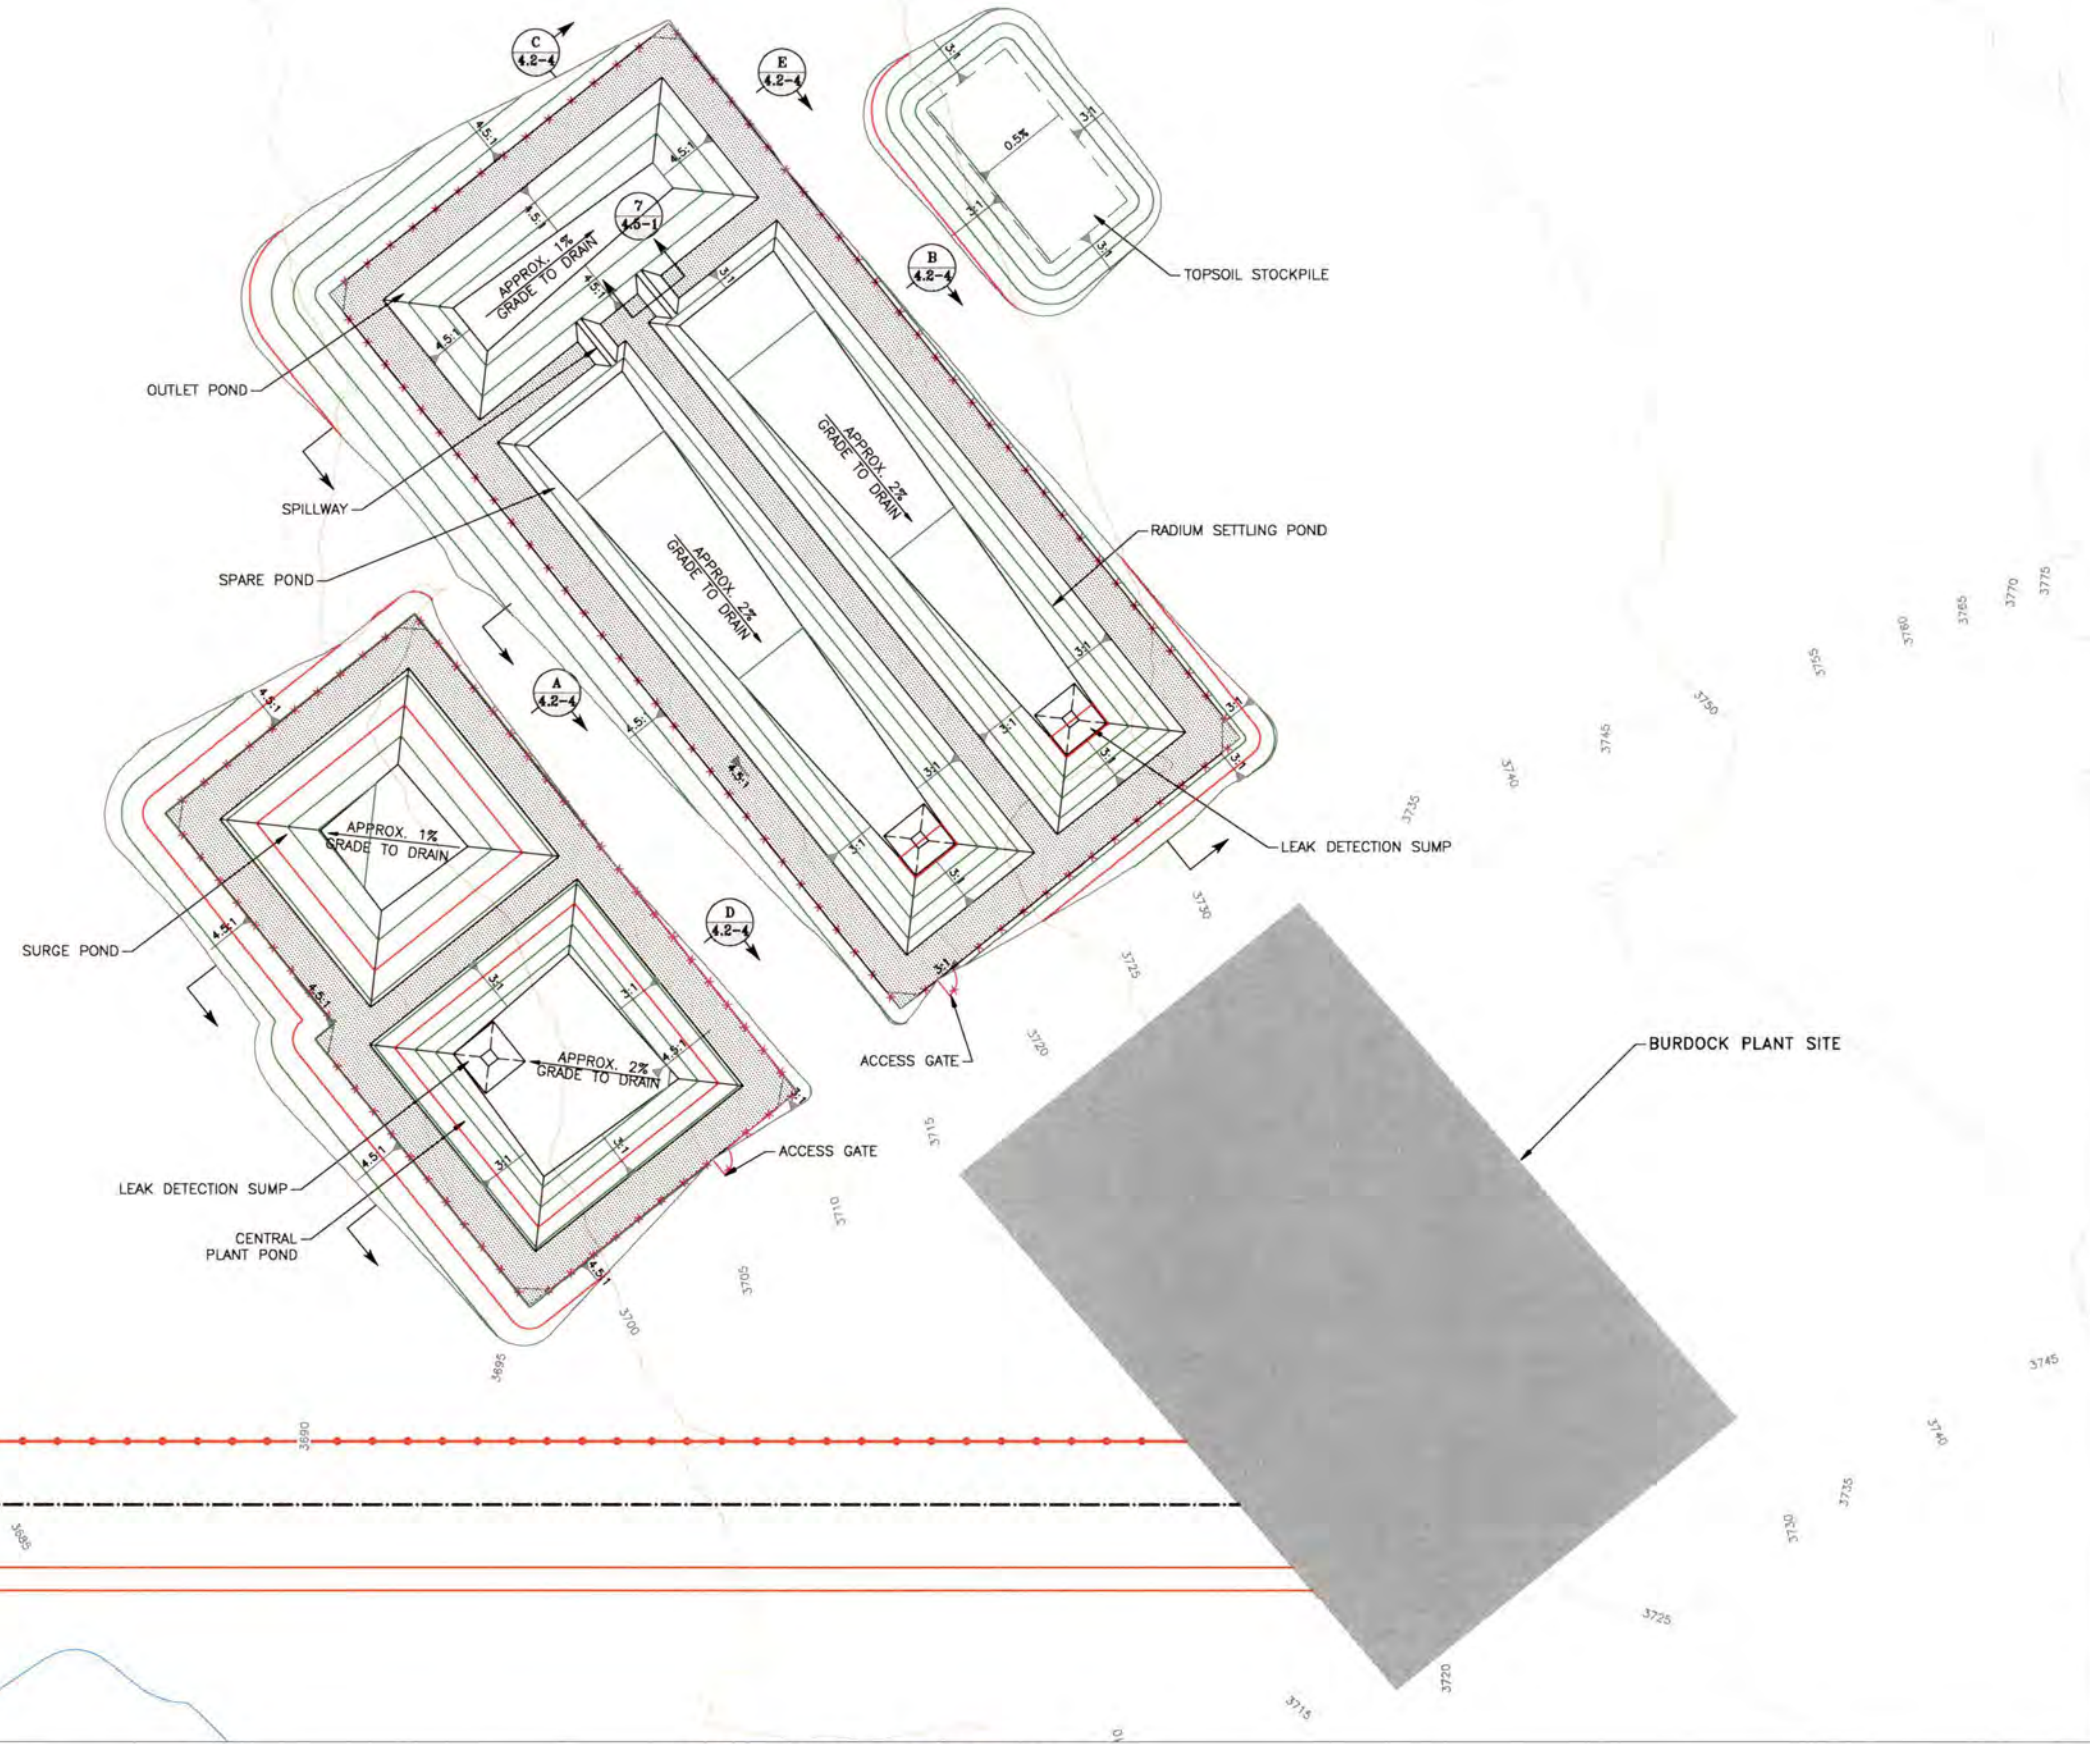 C
4.2-4
E
4.2-4
3:1
3:1
0.5%
3:1
3:1
TOPSOIL STOCKPILE
4.5:1
4.5:1
4.5:1
7
4.5-1
APPROX. 1%
GRADE TO DRAIN
4.5:1
4.5:1
3:1
B
4.2-4
OUTLET POND
SPILLWAY
SPARE POND
APPROX. 2%
GRADE TO DRAIN
APPROX. 2%
GRADE TO DRAIN
RADIUM SETTLING POND
3:1
3:1
3:1
3:1
3:1
3:1
3:1
3:1
A
4.2-4
4.5:1
4.5:1
LEAK DETECTION SUMP
4.5:1
APPROX. 1%
GRADE TO DRAIN
SURGE POND
4.5:1
4.5:1
D
4.2-4
3:1
ACCESS GATE
3:1
3:1
4.5:1
APPROX. 2%
GRADE TO DRAIN
3:1
3:1
3:1
4.5:1
4.5:1
ACCESS GATE
LEAK DETECTION SUMP
CENTRAL
PLANT POND
BURDOCK PLANT SITE
3775
3770
3765
3760
3755
3750
3745
3740
3735
3730
3725
3720
3715
3710
3705
3700
3695
3690
3685
3745
3740
3735
3730
3725
3720
3715